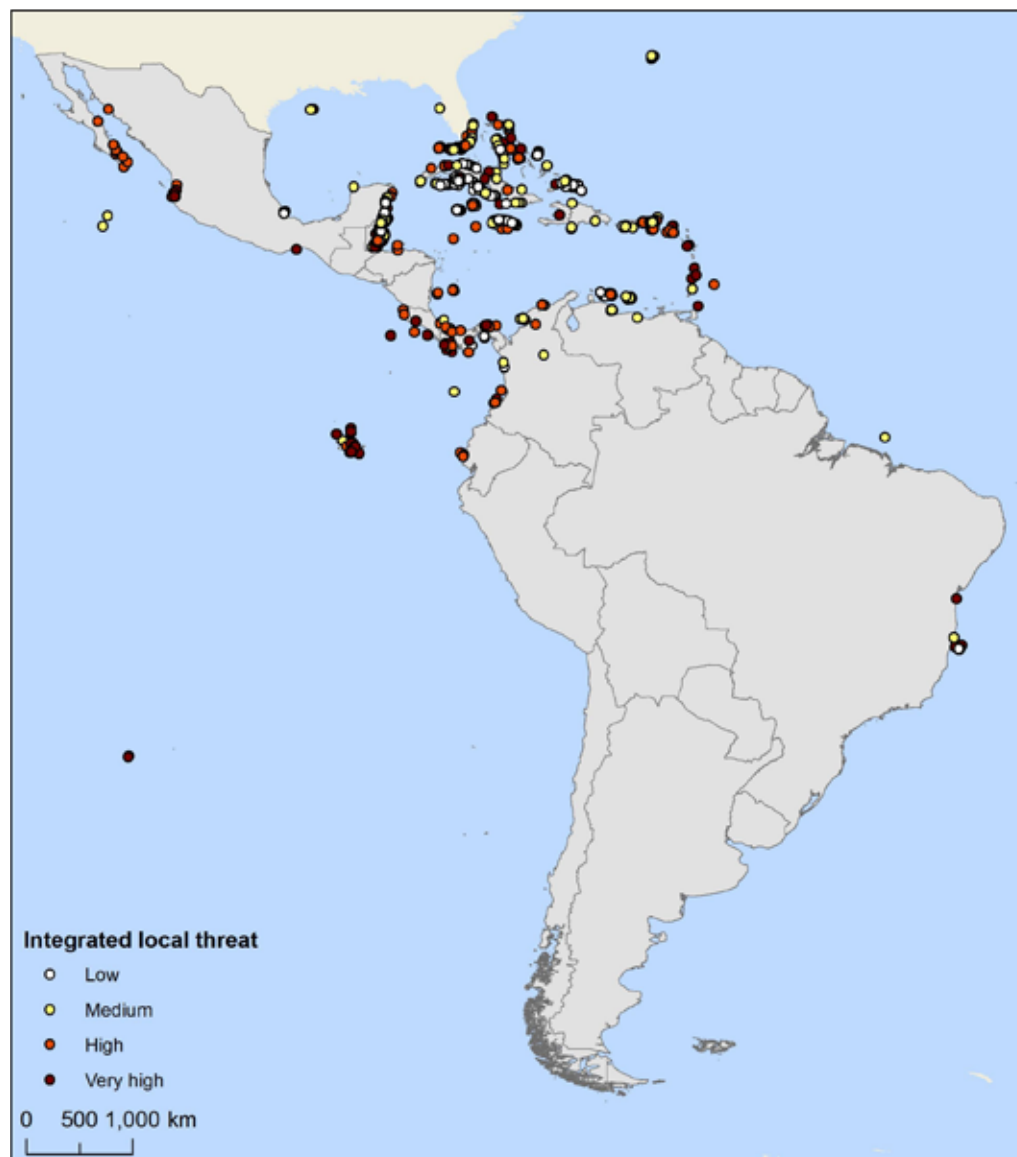 Integrated local threat
Low
Medium
High
Very high
0 500 1,000 km